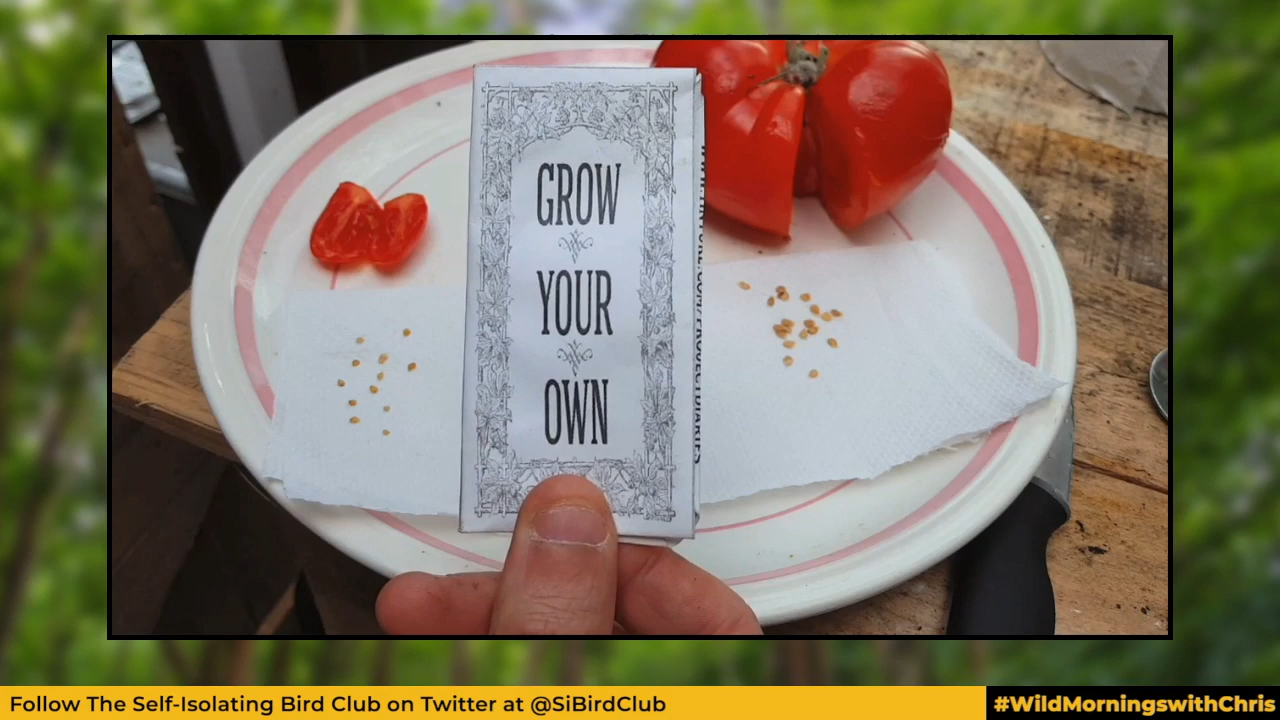 GROW
YOUR
OWN
Follow The Self-Isolating Bird Club on Twitter at @SiBirdClub
#WildMorningswithChris